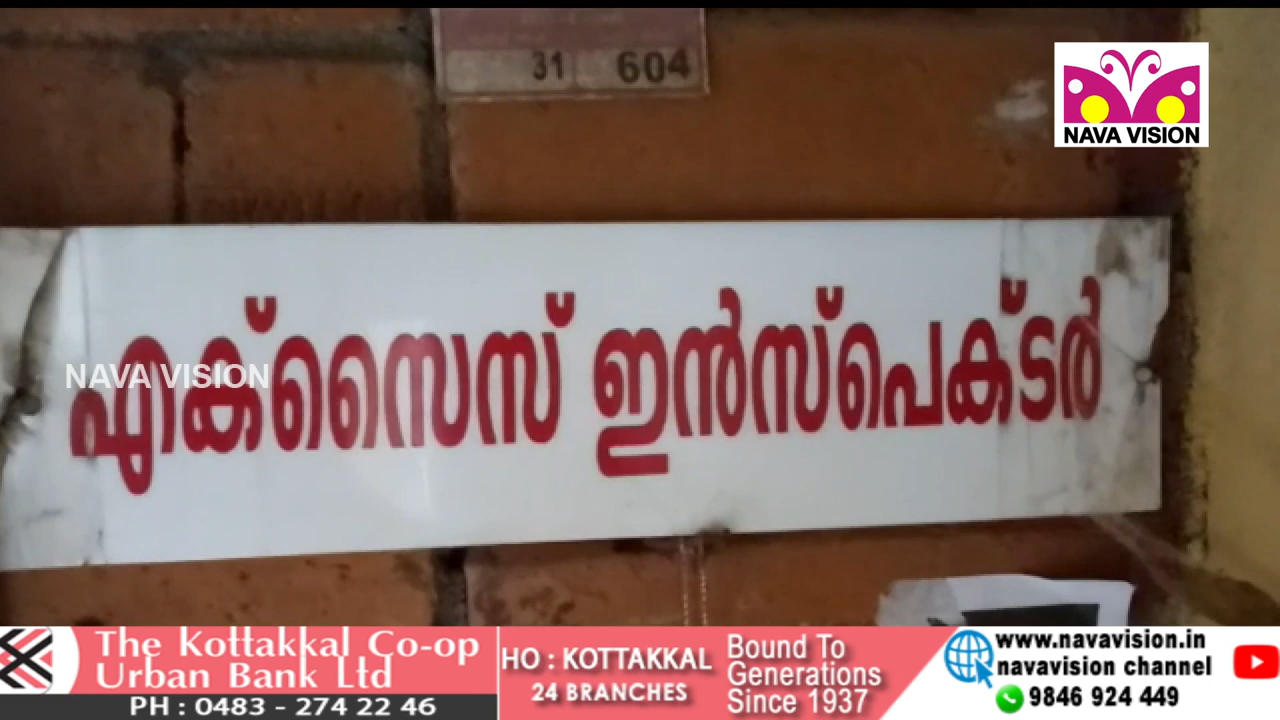 31 604
NAVA VISION
NAVA VISION
എക്സൈസ് ഇൻസ്പെക്ടർ
The Kottakkal Co-op
Urban Bank Ltd
PH : 0483 - 274 22 46
HO : KOTTAKKAL
24 BRANCHES
Bound To
Generations
Since 1937
www.navavision.in
navavision channel
9846 924 449